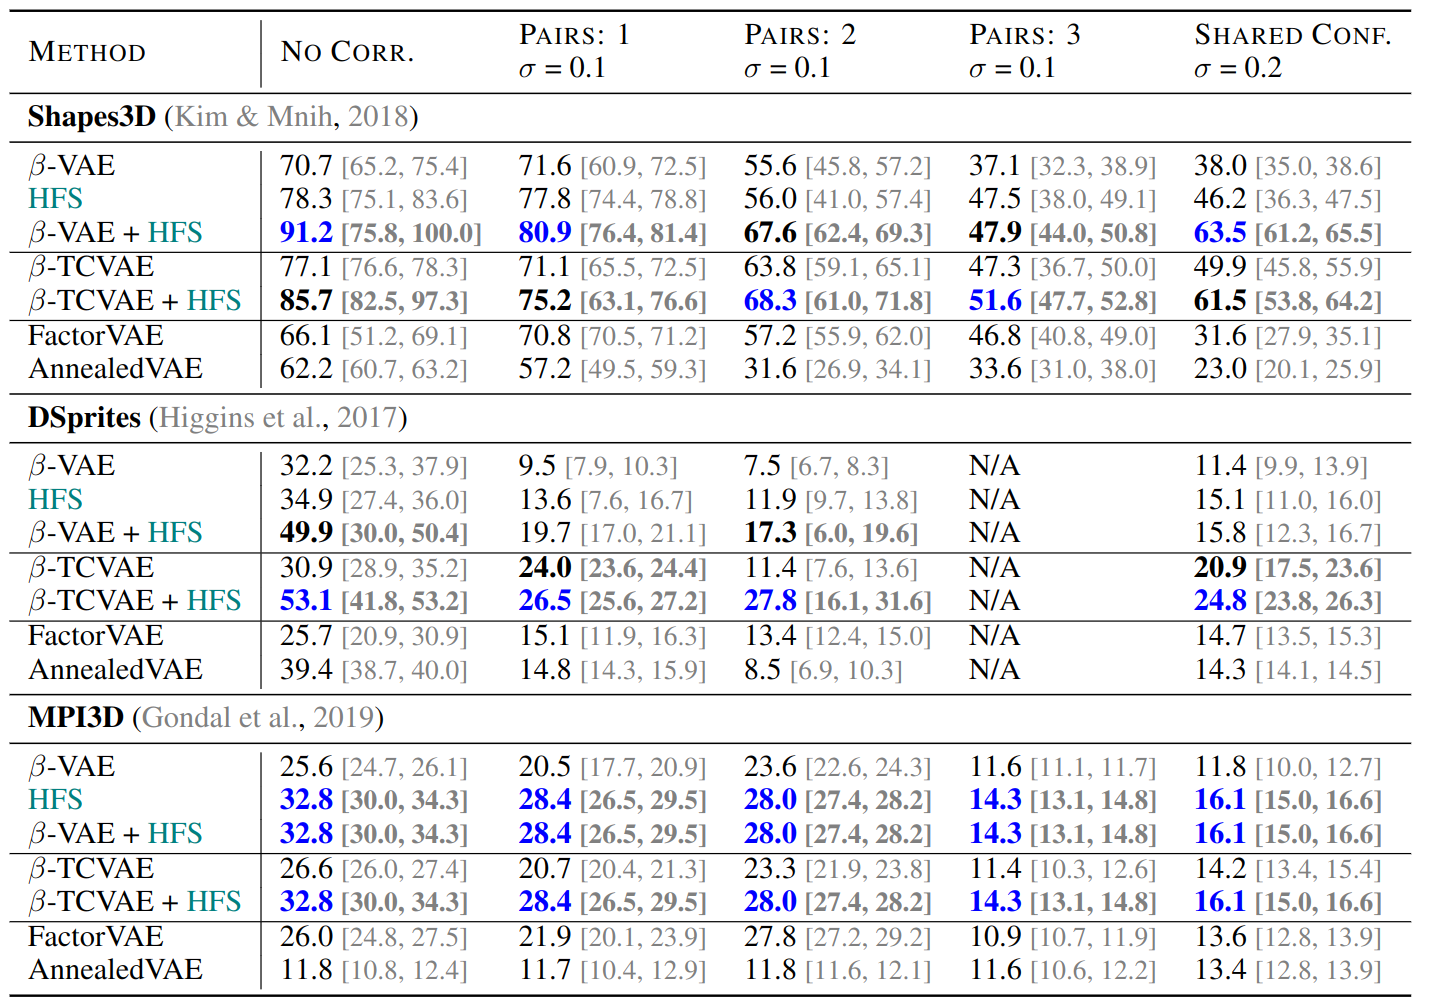 METHOD NO CORR. PAIRS: 1 σ = 0.1 PAIRS: 2 σ = 0.1 PAIRS: 3 σ = 0.1 SHARED CONF. σ = 0.2
Shapes3D (Kim & Mnih, 2018)
β-VAE 70.7 [65.2, 75.4] 71.6 [60.9, 72.5] 55.6 [45.8, 57.2] 37.1 [32.3, 38.9] 38.0 [35.0, 38.6]
HFS 78.3 [75.1, 83.6] 77.8 [74.4, 78.8] 56.0 [41.0, 57.4] 47.5 [38.0, 49.1] 46.2 [36.3, 47.5]
β-VAE + HFS 91.2 [75.8, 100.0] 80.9 [76.4, 81.4] 67.6 [62.4, 69.3] 47.9 [44.0, 50.8] 63.5 [61.2, 65.5]
β-TCVAE 77.1 [76.6, 78.3] 71.1 [65.5, 72.5] 63.8 [59.1, 65.1] 47.3 [36.7, 50.0] 49.9 [45.8, 55.9]
β-TCVAE + HFS 85.7 [82.5, 97.3] 75.2 [63.1, 76.6] 68.3 [61.0, 71.8] 51.6 [47.7, 52.8] 61.5 [53.8, 64.2]
FactorVAE 66.1 [51.2, 69.1] 70.8 [70.5, 71.2] 57.2 [55.9, 62.0] 46.8 [40.8, 49.0] 31.6 [27.9, 35.1]
AnnealedVAE 62.2 [60.7, 63.2] 57.2 [49.5, 59.3] 31.6 [26.9, 34.1] 33.6 [31.0, 38.0] 23.0 [20.1, 25.9]
DSprites (Higgins et al., 2017)
β-VAE 32.2 [25.3, 37.9] 9.5 [7.9, 10.3] 7.5 [6.7, 8.3] N/A 11.4 [9.9, 13.9]
HFS 34.9 [27.4, 36.0] 13.6 [7.6, 16.7] 11.9 [9.7, 13.8] N/A 15.1 [11.0, 16.0]
β-VAE + HFS 49.9 [30.0, 50.4] 19.7 [17.0, 21.1] 17.3 [6.0, 19.6] N/A 15.8 [12.3, 16.7]
β-TCVAE 30.9 [28.9, 35.2] 24.0 [23.6, 24.4] 11.4 [7.6, 13.6] N/A 20.9 [17.5, 23.6]
β-TCVAE + HFS 53.1 [41.8, 53.2] 26.5 [25.6, 27.2] 27.8 [16.1, 31.6] N/A 24.8 [23.8, 26.3]
FactorVAE 25.7 [20.9, 30.9] 15.1 [11.9, 16.3] 13.4 [12.4, 15.0] N/A 14.7 [13.5, 15.3]
AnnealedVAE 39.4 [38.7, 40.0] 14.8 [14.3, 15.9] 8.5 [6.9, 10.3] N/A 14.3 [14.1, 14.5]
MPI3D (Gondal et al., 2019)
β-VAE 25.6 [24.7, 26.1] 20.5 [17.7, 20.9] 23.6 [22.6, 24.3] 11.6 [11.1, 11.7] 11.8 [10.0, 12.7]
HFS 32.8 [30.0, 34.3] 28.4 [26.5, 29.5] 28.0 [27.4, 28.2] 14.3 [13.1, 14.8] 16.1 [15.0, 16.6]
β-VAE + HFS 32.8 [30.0, 34.3] 28.4 [26.5, 29.5] 28.0 [27.4, 28.2] 14.3 [13.1, 14.8] 16.1 [15.0, 16.6]
β-TCVAE 26.6 [26.0, 27.4] 20.7 [20.4, 21.3] 23.3 [21.9, 23.8] 11.4 [10.3, 12.6] 14.2 [13.4, 15.4]
β-TCVAE + HFS 32.8 [30.0, 34.3] 28.4 [26.5, 29.5] 28.0 [27.4, 28.2] 14.3 [13.1, 14.8] 16.1 [15.0, 16.6]
FactorVAE 26.0 [24.8, 27.5] 21.9 [20.1, 23.9] 27.8 [27.2, 29.2] 10.9 [10.7, 11.9] 13.6 [12.8, 13.9]
AnnealedVAE 11.8 [10.8, 12.4] 11.7 [10.4, 12.9] 11.8 [11.6, 12.1] 11.6 [10.6, 12.2] 13.4 [12.8, 13.9]